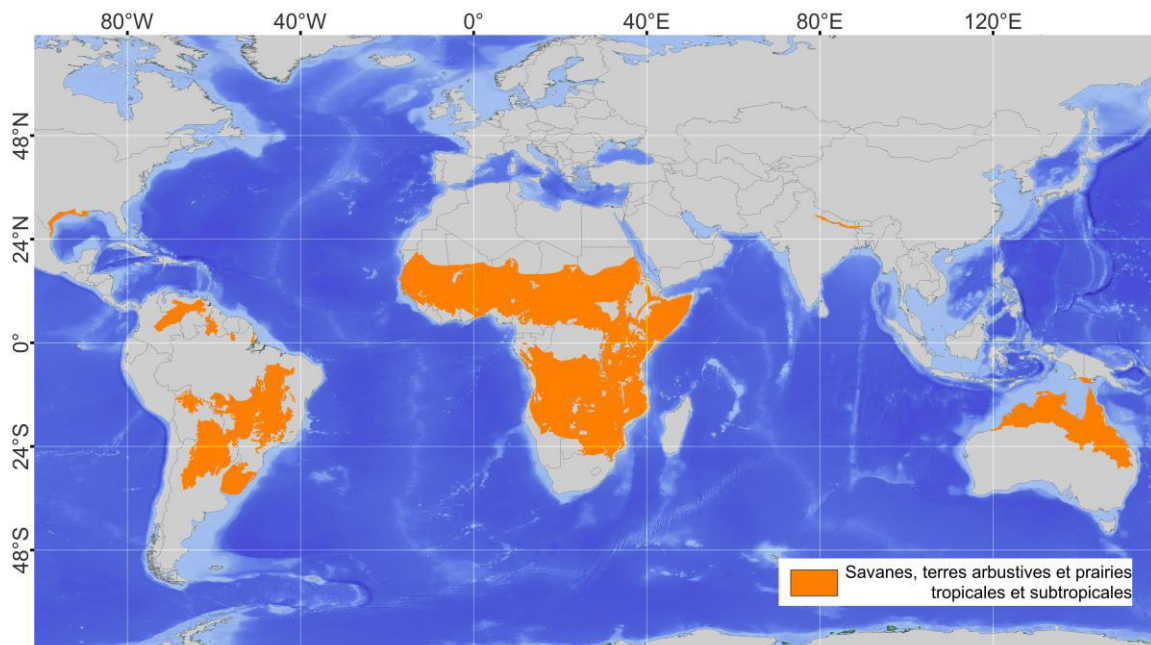 80°W 40°W 0° 40°E 80°E 120°E
48°N
24°N
0°
24°S
48°S
Savanes, terres arbustives et prairies
tropicales et subtropicales